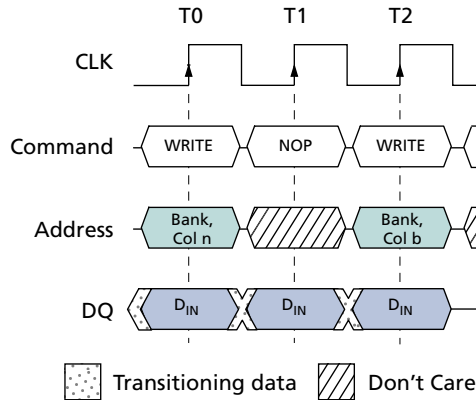 T0 T1 T2
CLK
Command WRITE NOP WRITE
Address Bank, Col n Bank, Col b
DQ DIN DIN DIN
Transitioning data Don't Care